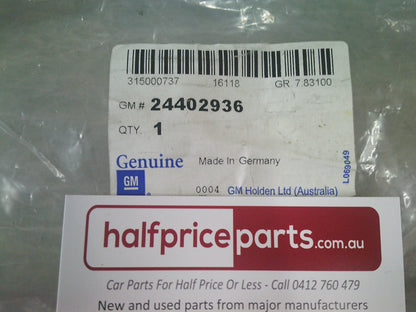 315000737 16118 GR. 7.83100
GM # 24402936
QTY. 1
Genuine Made In Germany
GM
0004 GM Holden Ltd (Australia)
L069049
halfpriceparts.com.au
Car Parts For Half Price Or Less - Call 0412 760 479
New and used parts from major manufacturers